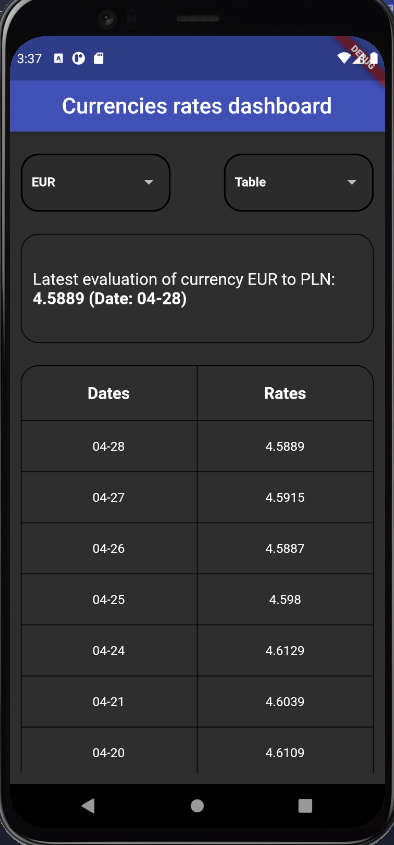 3:37
DEBUG
Currencies rates dashboard
EUR
Table
Latest evaluation of currency EUR to PLN:
4.5889 (Date: 04-28)
Dates Rates
04-28 4.5889
04-27 4.5915
04-26 4.5887
04-25 4.598
04-24 4.6129
04-21 4.6039
04-20 4.6109